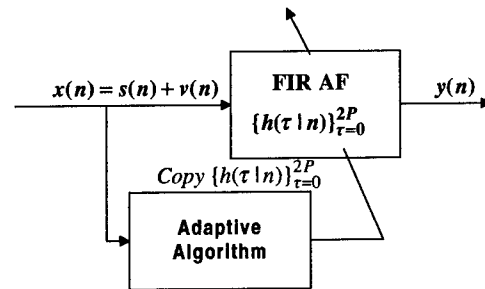 FIR AF
x(n) = s(n) + v(n)
y(n)
{h(τ | n)}_{τ=0}^{2P}
Copy {h(τ | n)}_{τ=0}^{2P}
Adaptive
Algorithm